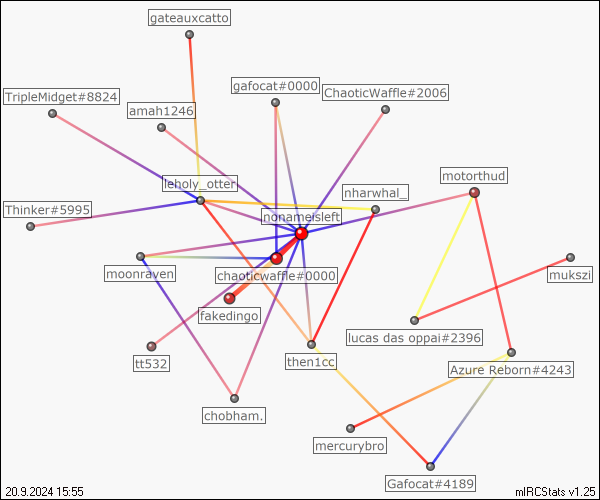 gateauxcatto
gafocat#0000
ChaoticWaffle#2006
TripleMidget#8824
amah1246
motorthud
leholy_otter
nharwhal_
Thinker#5995
nonameisleft
moonraven
chaoticwaffle#0000
mukszi
fakedingo
lucas das oppai#2396
tt532
then1cc
Azure Reborn#4243
chobham.
mercurybro
Gafocat#4189
20.9.2024 15:55
mIRCStats v1.25